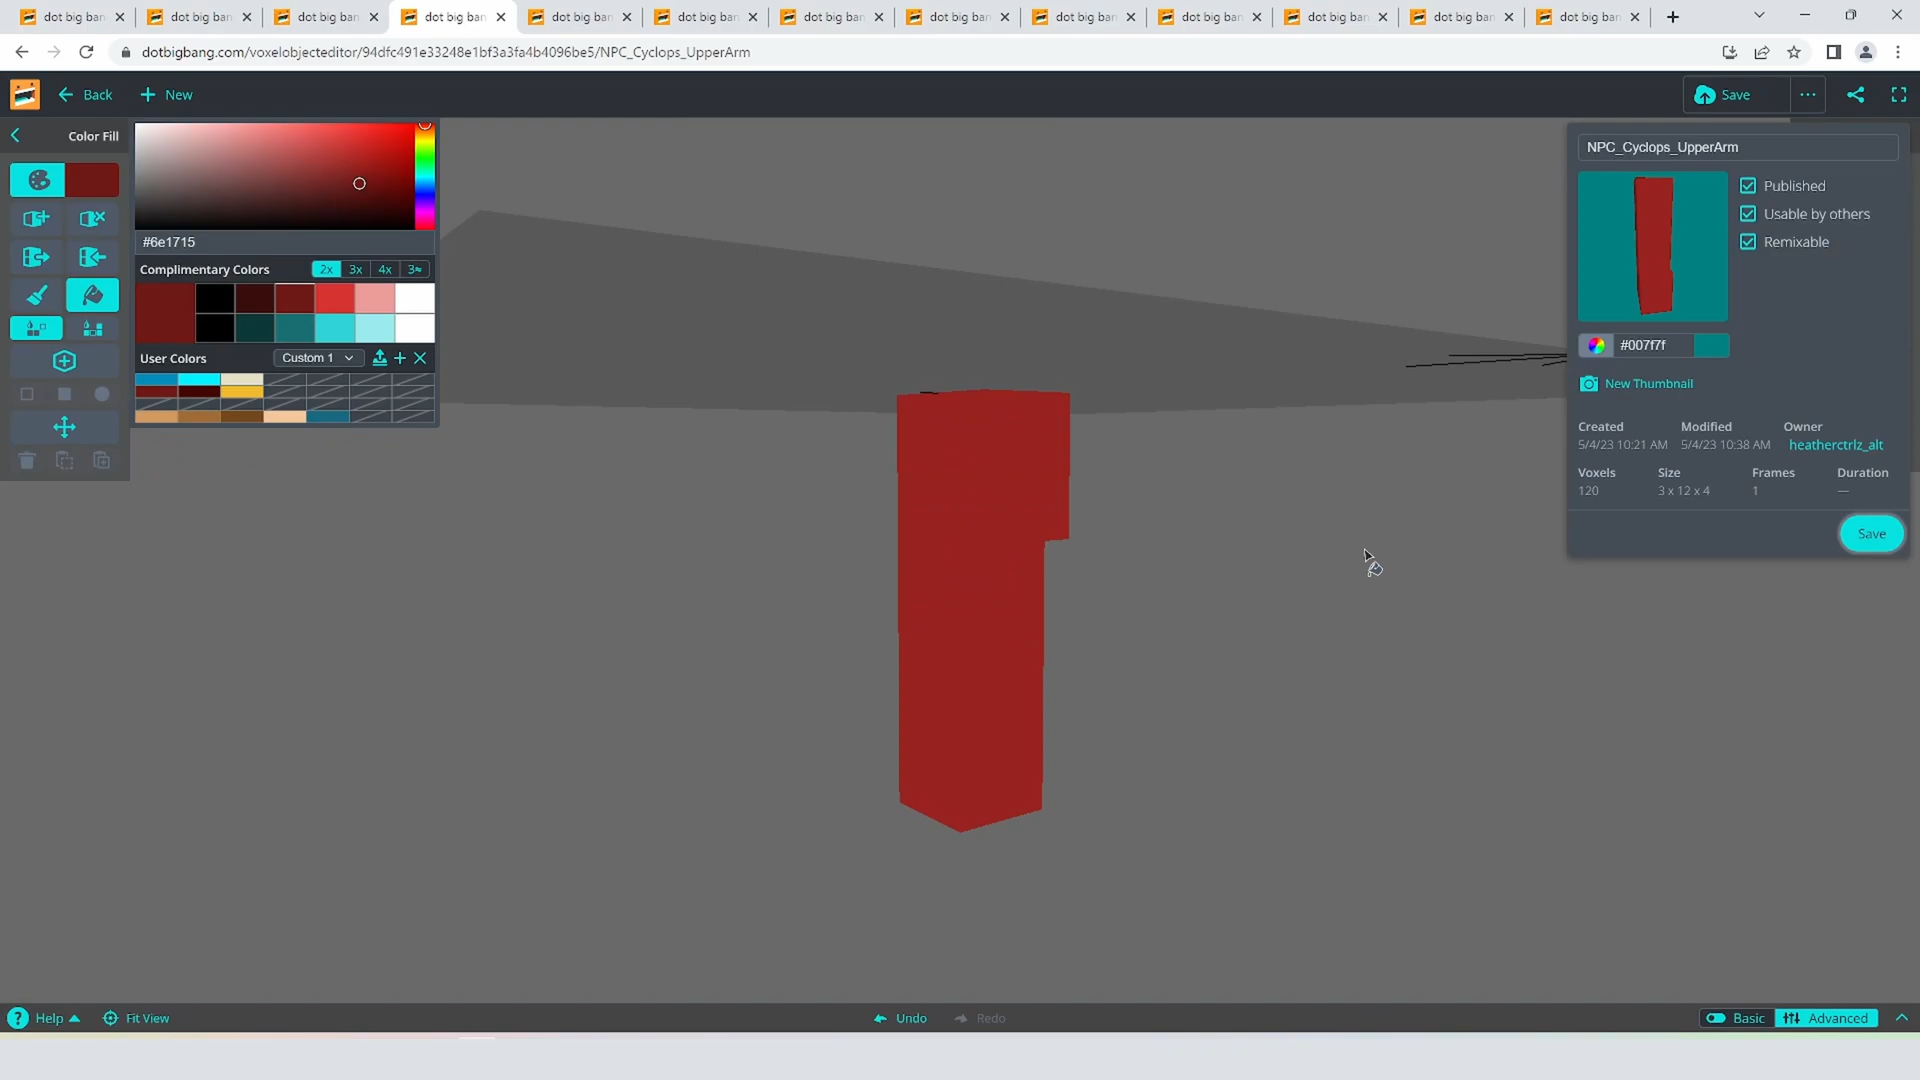 dot big ban dot big ban dot big ban dot big ban dot big ban dot big ban dot big ban dot big ban dot big ban dot big ban dot big ban dot big ban dot big ban
dotbigbang.com/voxelobjecteditor/94dfc491e33248e1bf3a3fa4b4096be5/NPC_Cyclops_UpperArm
Back New Save
Color Fill
#6e1715
Complimentary Colors 2x 3x 4x 3≈
User Colors Custom 1
NPC_Cyclops_UpperArm
Published
Usable by others
Remixable
#007f7f
New Thumbnail
Created Modified Owner
5/4/23 10:21 AM 5/4/23 10:38 AM heatherctrlz_alt
Voxels Size Frames Duration
120 3 x 12 x 4 1 —
Save
? Help Fit View Undo Redo Basic Advanced